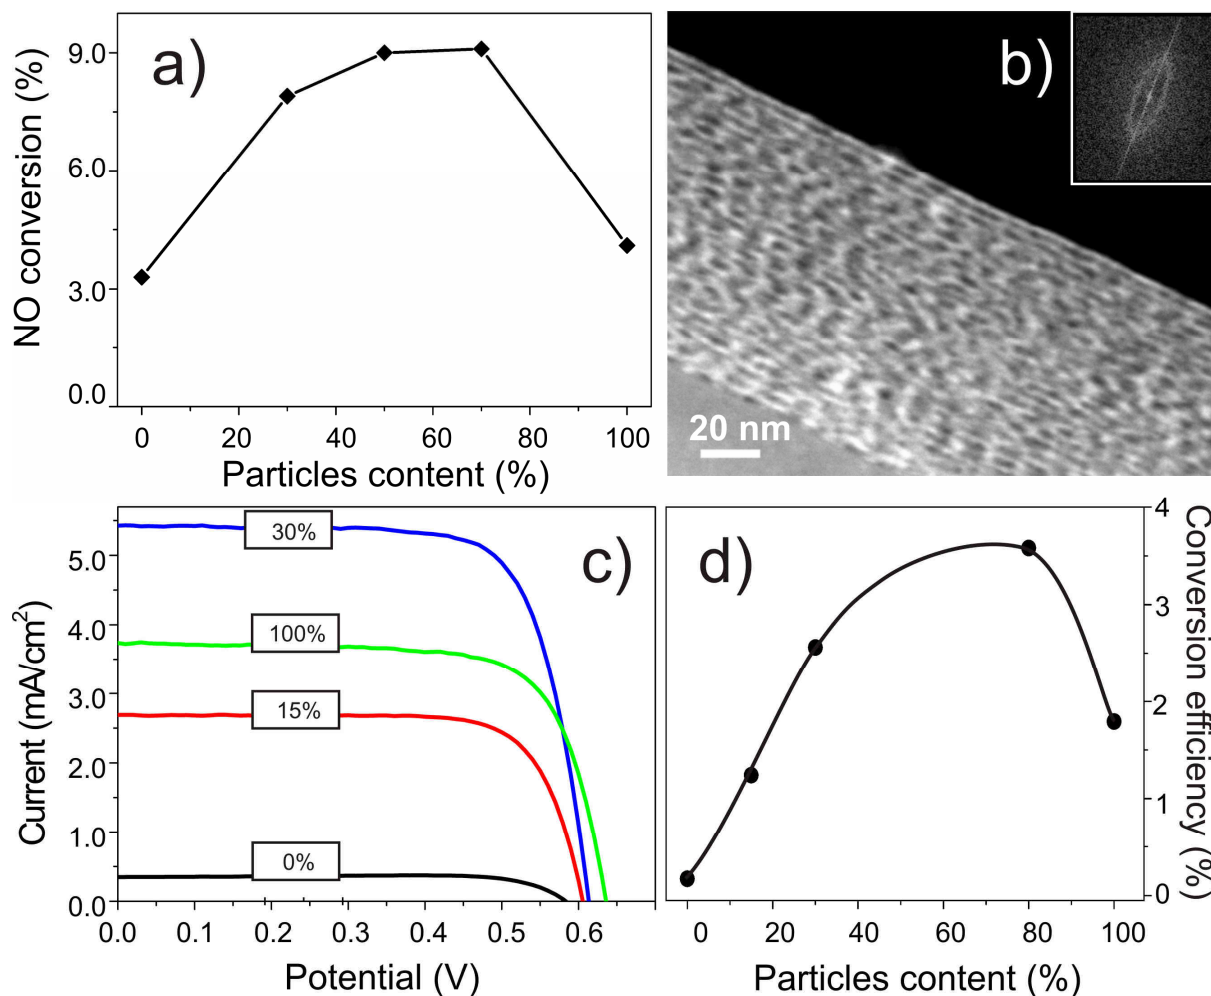 a)
NO conversion (%)
9.0
6.0
3.0
0.0
0 20 40 60 80 100
Particles content (%)
b)
20 nm
c)
Current (mA/cm²)
5.0
4.0
3.0
2.0
1.0
0.0
30%
100%
15%
0%
0.0 0.1 0.2 0.3 0.4 0.5 0.6
Potential (V)
d)
4
3
2
1
0
Conversion efficiency (%)
0 20 40 60 80 100
Particles content (%)